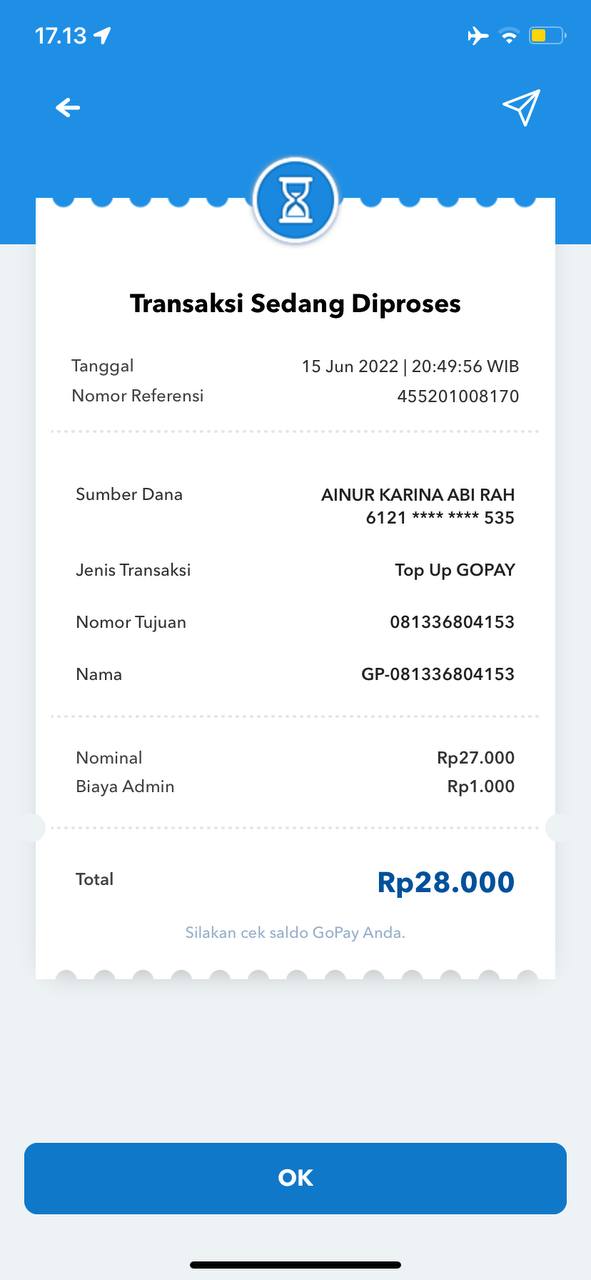 17.13
Transaksi Sedang Diproses
Tanggal 15 Jun 2022 | 20:49:56 WIB
Nomor Referensi 455201008170
Sumber Dana AINUR KARINA ABI RAH
6121 **** **** 535
Jenis Transaksi Top Up GOPAY
Nomor Tujuan 081336804153
Nama GP-081336804153
Nominal Rp27.000
Biaya Admin Rp1.000
Total Rp28.000
Silakan cek saldo GoPay Anda.
OK